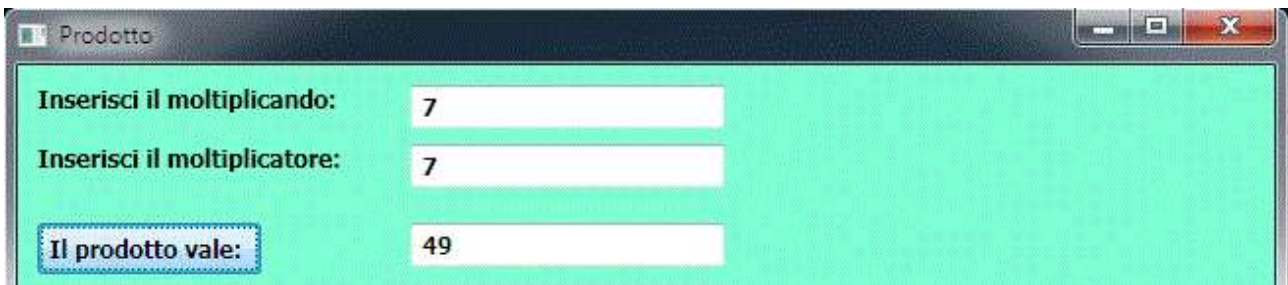 Prodotto
Inserisci il moltiplicando: 7
Inserisci il moltiplicatore: 7
Il prodotto vale: 49